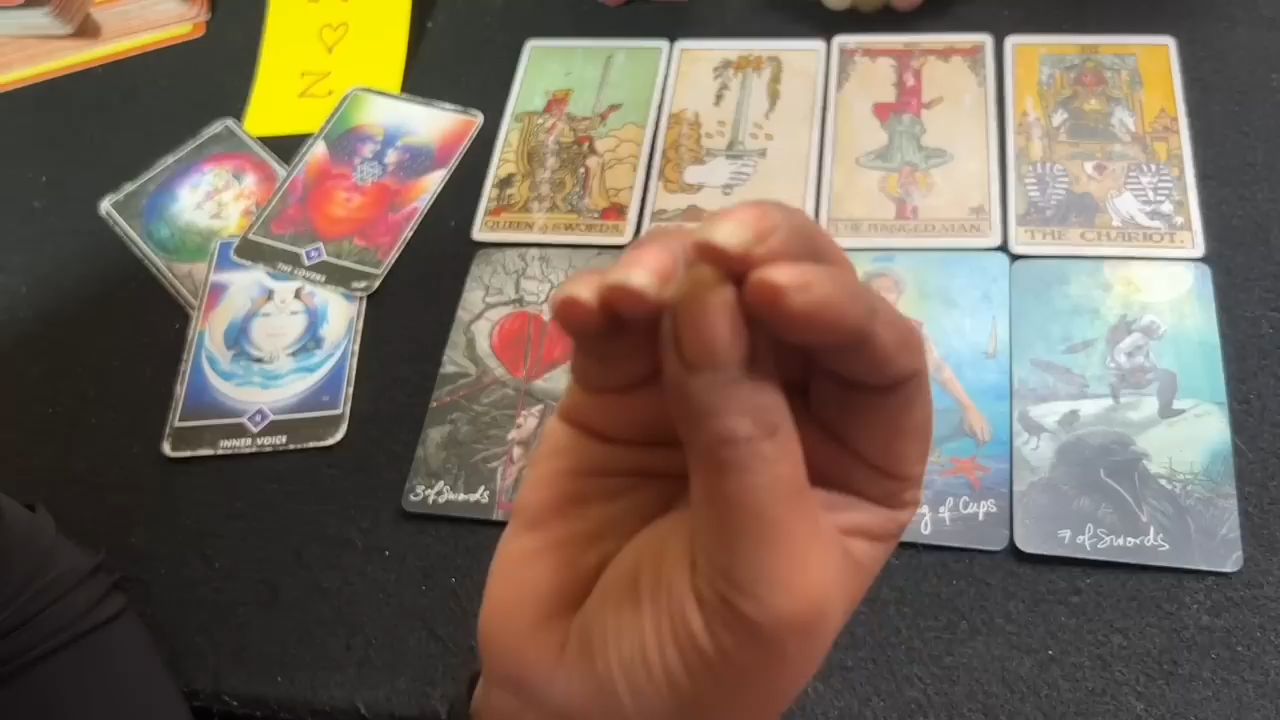 ♡
N
QUEEN of SWORDS.
THE HANGED MAN.
VII
THE CHARIOT.
THE LOVERS
INNER VOICE
3 of Swords
of Cups
7 of Swords